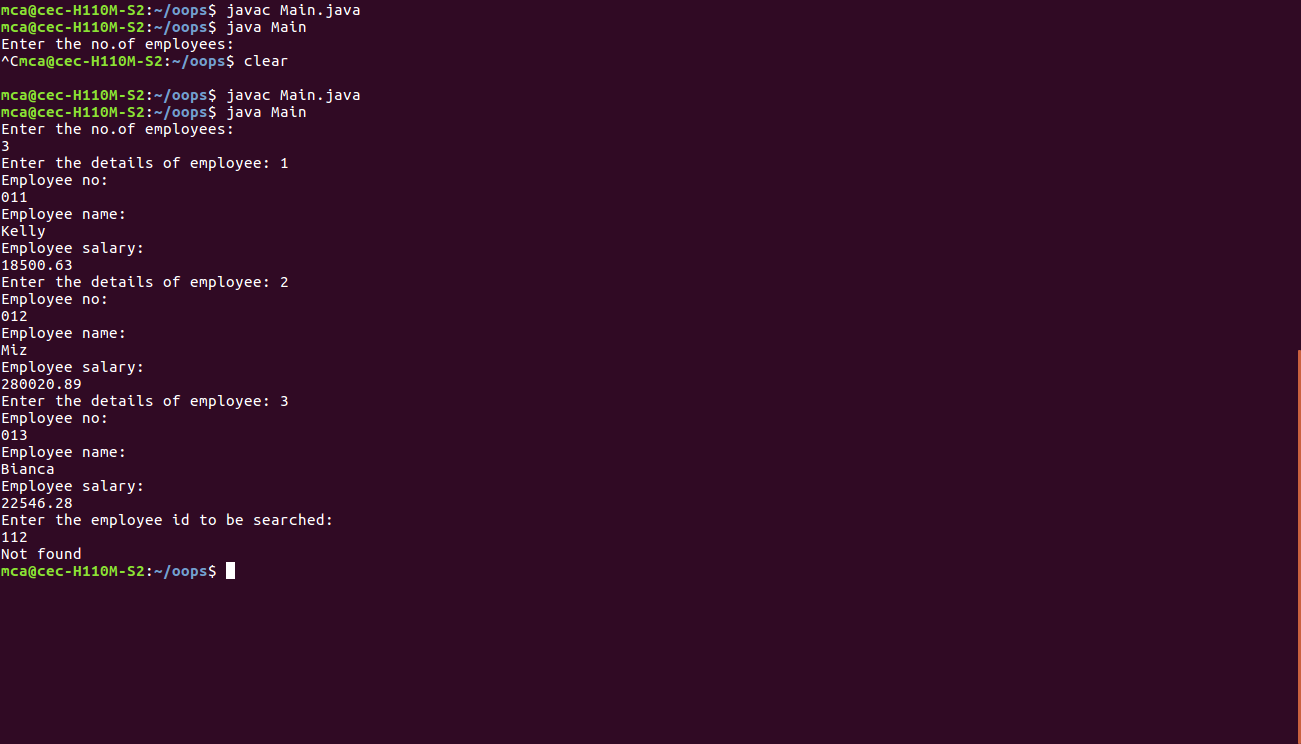 mca@cec-H110M-S2:~/oops$ javac Main.java
mca@cec-H110M-S2:~/oops$ java Main
Enter the no.of employees:
^Cmca@cec-H110M-S2:~/oops$ clear
mca@cec-H110M-S2:~/oops$ javac Main.java
mca@cec-H110M-S2:~/oops$ java Main
Enter the no.of employees:
3
Enter the details of employee: 1
Employee no:
011
Employee name:
Kelly
Employee salary:
18500.63
Enter the details of employee: 2
Employee no:
012
Employee name:
Miz
Employee salary:
280020.89
Enter the details of employee: 3
Employee no:
013
Employee name:
Bianca
Employee salary:
22546.28
Enter the employee id to be searched:
112
Not found
mca@cec-H110M-S2:~/oops$